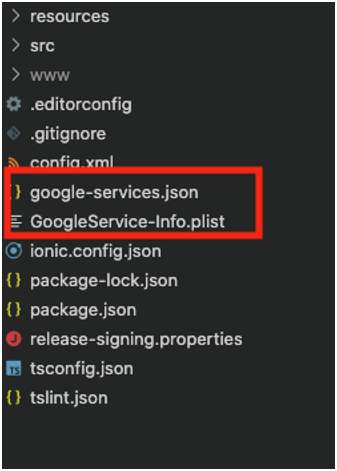 resources
src
www
.editorconfig
.gitignore
config.xml
google-services.json
GoogleService-Info.plist
ionic.config.json
package-lock.json
package.json
release-signing.properties
tsconfig.json
tslint.json